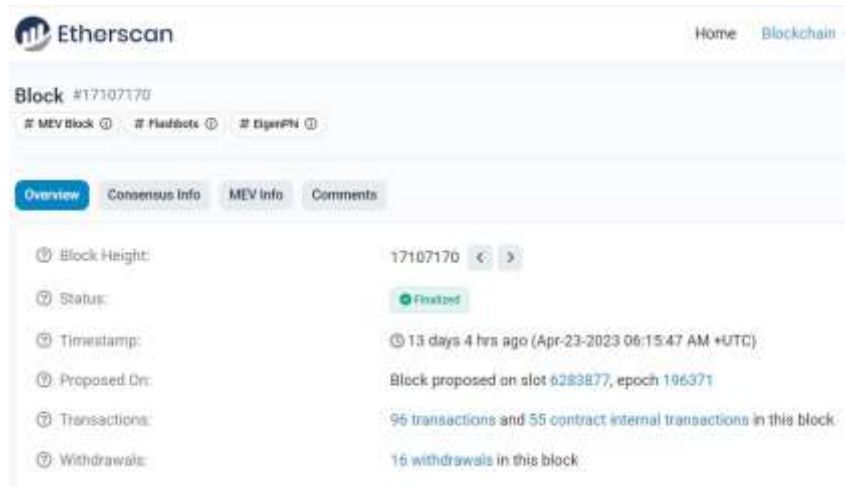 Etherscan
Home Blockchain
Block #17107170
# MEV Block # Flashbots # EigenPhi
Overview Consensus Info MEV Info Comments
Block Height: 17107170 < >
Status: Finalized
Timestamp: 13 days 4 hrs ago (Apr-23-2023 06:15:47 AM +UTC)
Proposed On: Block proposed on slot 6283877, epoch 196371
Transactions: 96 transactions and 55 contract internal transactions in this block
Withdrawals: 16 withdrawals in this block